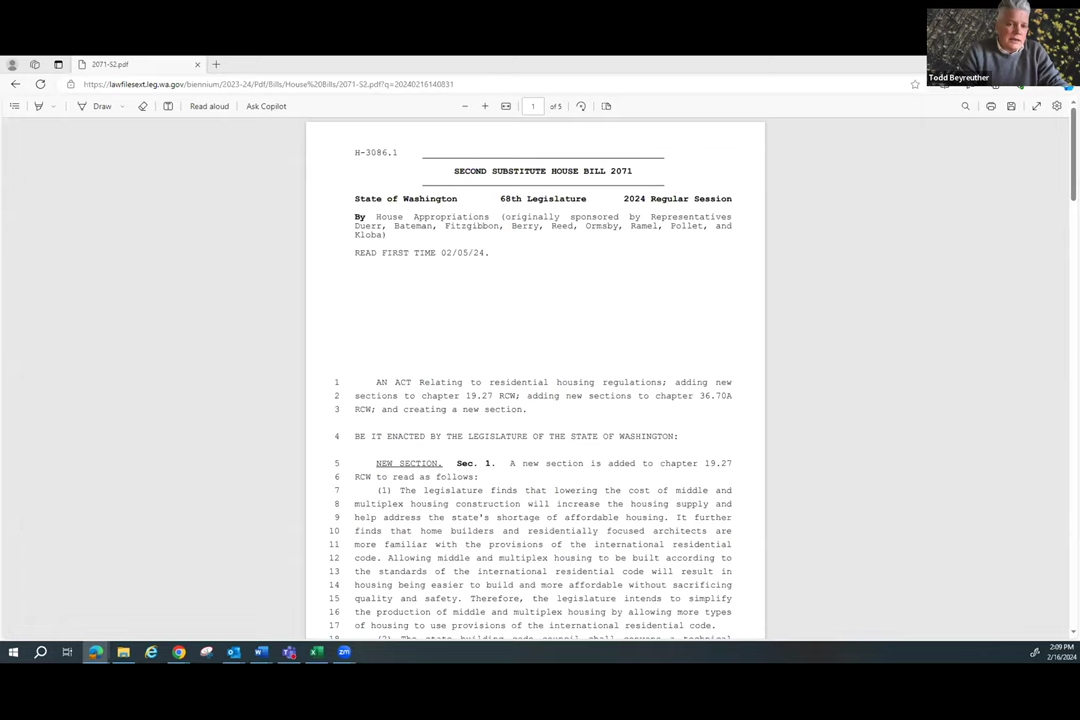 Todd Beyreuther
2071-S2.pdf
https://lawfilesext.leg.wa.gov/biennium/2023-24/Pdf/Bills/House%20Bills/2071-S2.pdf?q=20240216140831
Draw
Read aloud
Ask Copilot
1 of 5
H-3086.1
SECOND SUBSTITUTE HOUSE BILL 2071
State of Washington 68th Legislature 2024 Regular Session
By House Appropriations (originally sponsored by Representatives
Duerr, Bateman, Fitzgibbon, Berry, Reed, Ormsby, Ramel, Pollet, and
Kloba)
READ FIRST TIME 02/05/24.
1 AN ACT Relating to residential housing regulations; adding new
2 sections to chapter 19.27 RCW; adding new sections to chapter 36.70A
3 RCW; and creating a new section.
4 BE IT ENACTED BY THE LEGISLATURE OF THE STATE OF WASHINGTON:
5 NEW SECTION. Sec. 1. A new section is added to chapter 19.27
6 RCW to read as follows:
7 (1) The legislature finds that lowering the cost of middle and
8 multiplex housing construction will increase the housing supply and
9 help address the state's shortage of affordable housing. It further
10 finds that home builders and residentially focused architects are
11 more familiar with the provisions of the international residential
12 code. Allowing middle and multiplex housing to be built according to
13 the standards of the international residential code will result in
14 housing being easier to build and more affordable without sacrificing
15 quality and safety. Therefore, the legislature intends to simplify
16 the production of middle and multiplex housing by allowing more types
17 of housing to use provisions of the international residential code.
18 (2) The state building code council shall convene a technical
2:09 PM
2/16/2024